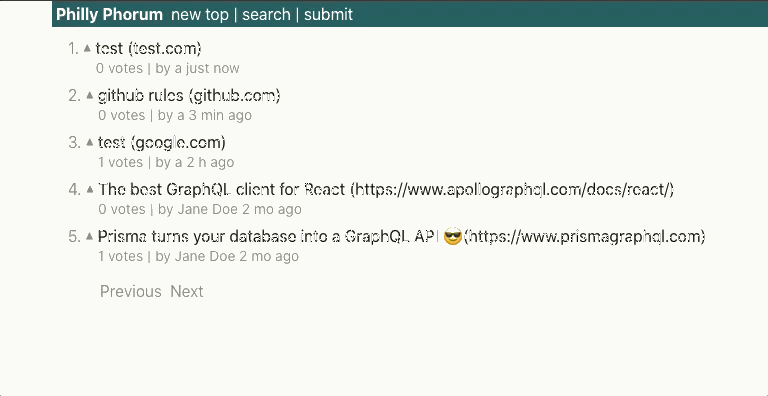 Philly Phorum new top | search | submit
1. ▲ test (test.com)
0 votes | by a just now
2. ▲ github rules (github.com)
0 votes | by a 3 min ago
3. ▲ test (google.com)
1 votes | by a 2 h ago
4. ▲ The best GraphQL client for React (https://www.apollographql.com/docs/react/)
0 votes | by Jane Doe 2 mo ago
5. ▲ Prisma turns your database into a GraphQL API 😎(https://www.prismagraphql.com)
1 votes | by Jane Doe 2 mo ago
Previous Next